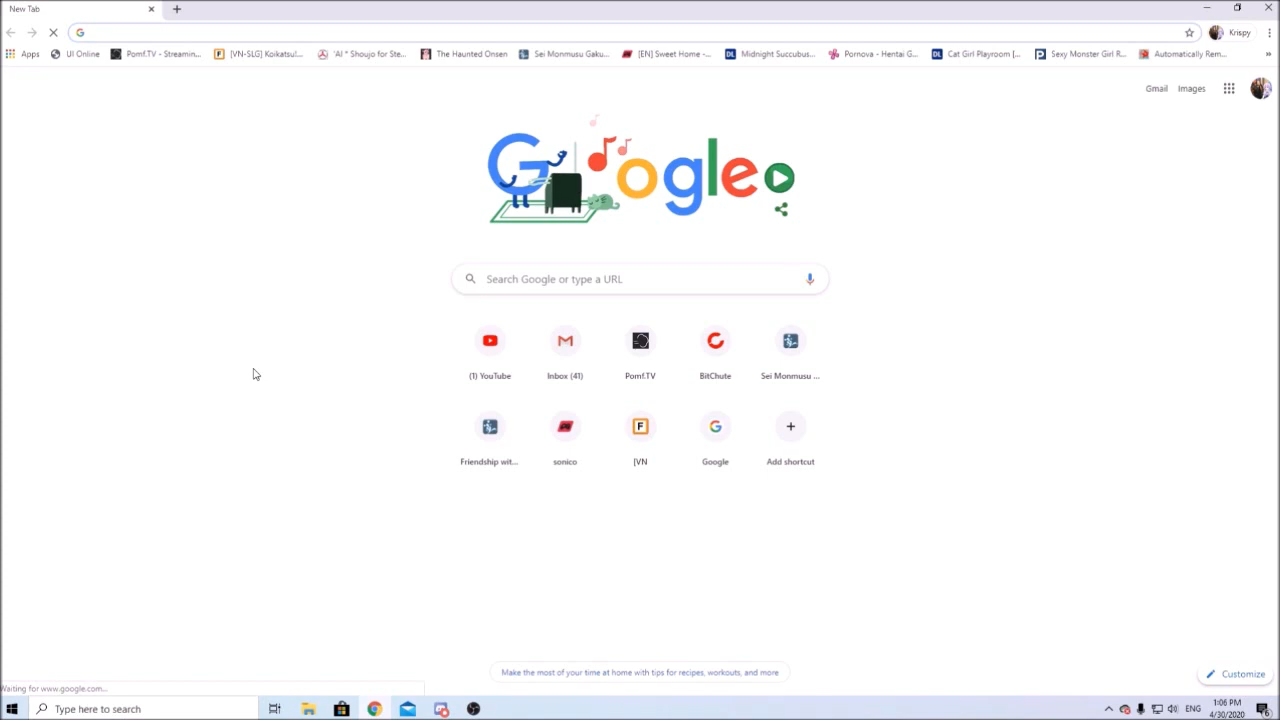 New Tab
UI Online
Apps
Pomf.TV - Streamin...
[VN-SLG] Koikatsu!...
'AI * Shoujo for Ste...
The Haunted Onsen
Sei Monmusu Gaku...
[EN] Sweet Home -...
Midnight Succubus...
Pornova - Hentai G...
Cat Girl Playroom [...
Sexy Monster Girl R...
Automatically Rem...
»
Krispy
Gmail
Images
Google
Search Google or type a URL
(1) YouTube
Inbox (41)
Pomf.TV
BitChute
Sei Monmusu ...
Friendship wit...
sonico
[VN
Google
Add shortcut
Make the most of your time at home with tips for recipes, workouts, and more
Customize
Waiting for www.google.com...
Type here to search
ENG
1:06 PM
4/30/2020